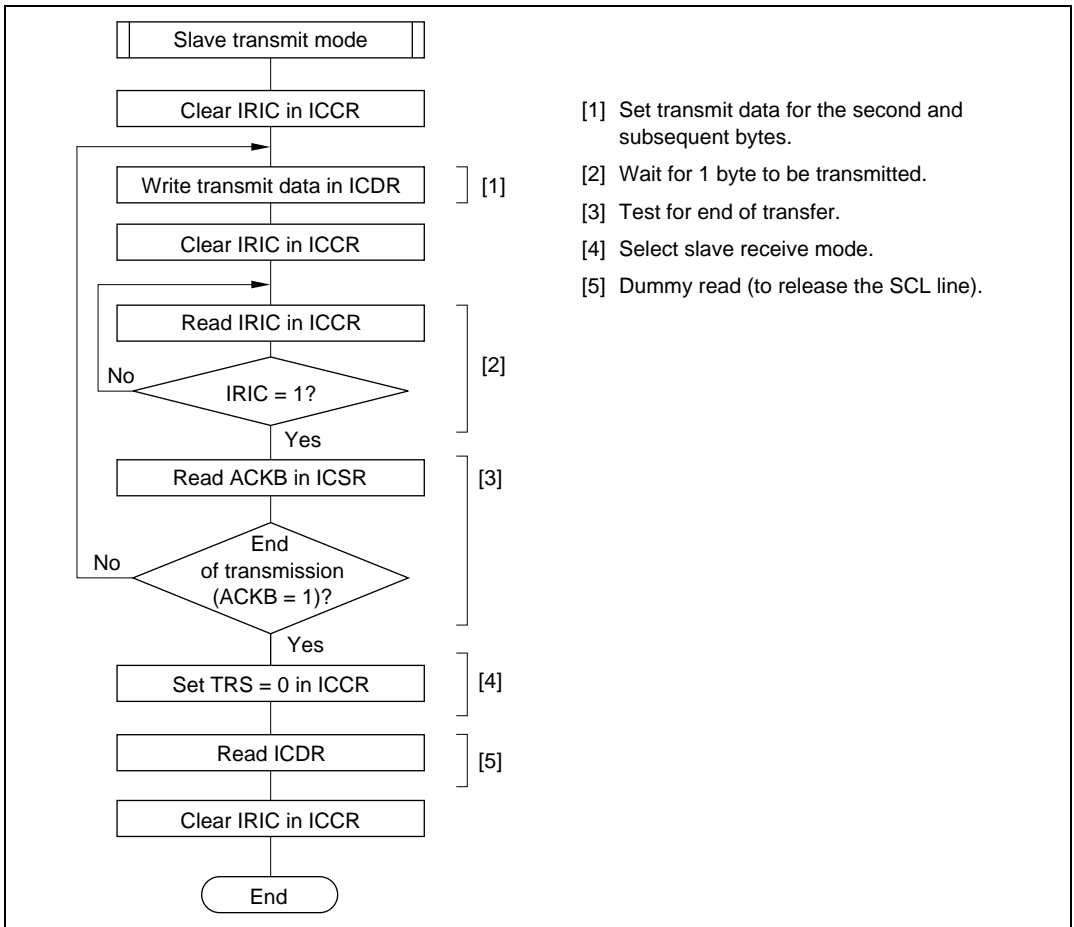 Slave transmit mode
Clear IRIC in ICCR
Write transmit data in ICDR
[1]
Clear IRIC in ICCR
Read IRIC in ICCR
[2]
No
IRIC = 1?
Yes
Read ACKB in ICSR
[3]
No
End
of transmission
(ACKB = 1)?
Yes
Set TRS = 0 in ICCR
[4]
Read ICDR
[5]
Clear IRIC in ICCR
End
[1] Set transmit data for the second and
subsequent bytes.
[2] Wait for 1 byte to be transmitted.
[3] Test for end of transfer.
[4] Select slave receive mode.
[5] Dummy read (to release the SCL line).